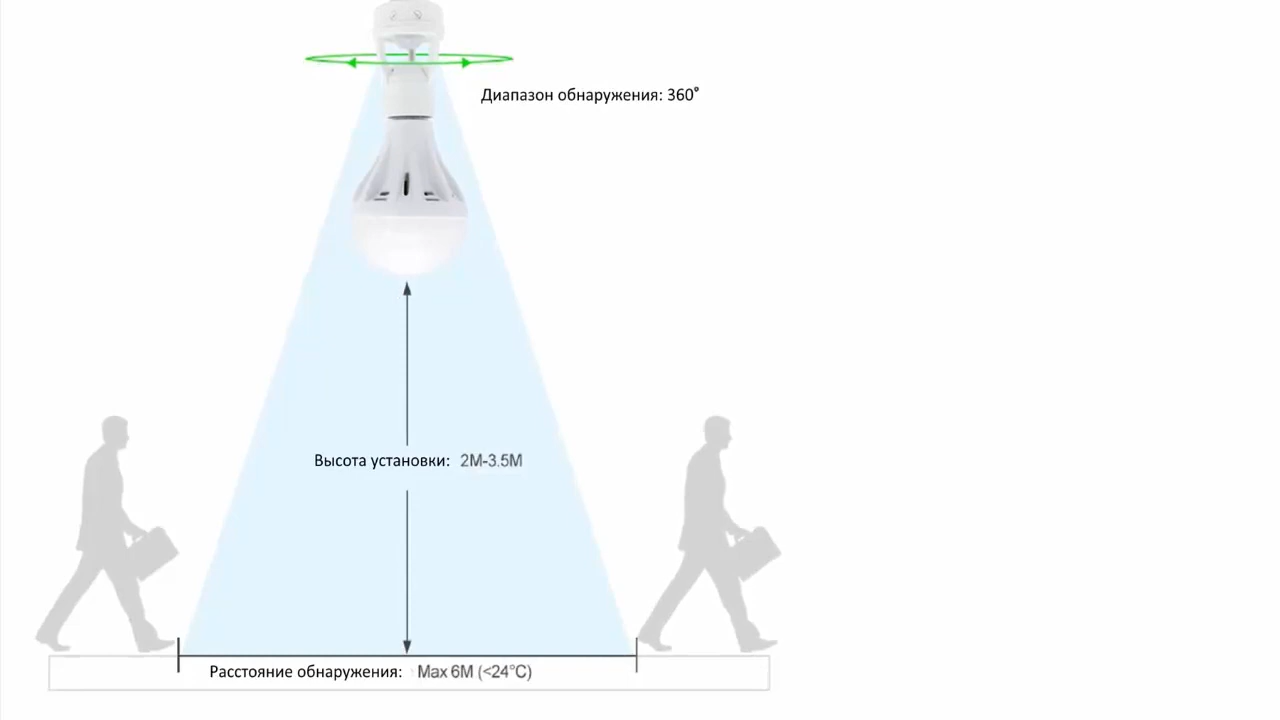 Диапазон обнаружения: 360°
Высота установки: 2M-3.5M
Расстояние обнаружения: Max 6M (<24°C)